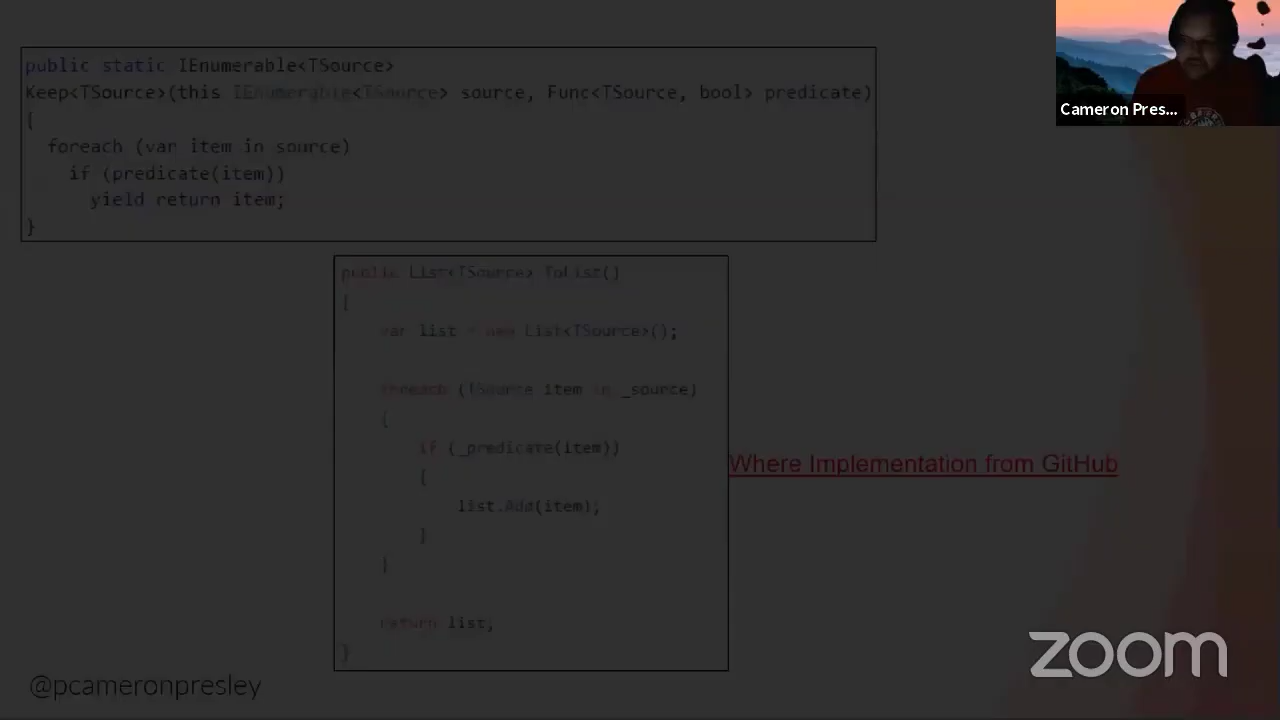 public static IEnumerable<TSource>
Keep<TSource>(this IEnumerable<TSource> source, Func<TSource, bool> predicate)
{
foreach (var item in source)
if (predicate(item))
yield return item;
}
public List<TSource> ToList()
{
var list = new List<TSource>();
foreach (TSource item in _source)
{
if (_predicate(item))
{
list.Add(item);
}
}
return list;
}
Where Implementation from GitHub
@pcameronpresley
Cameron Pres...
zoom